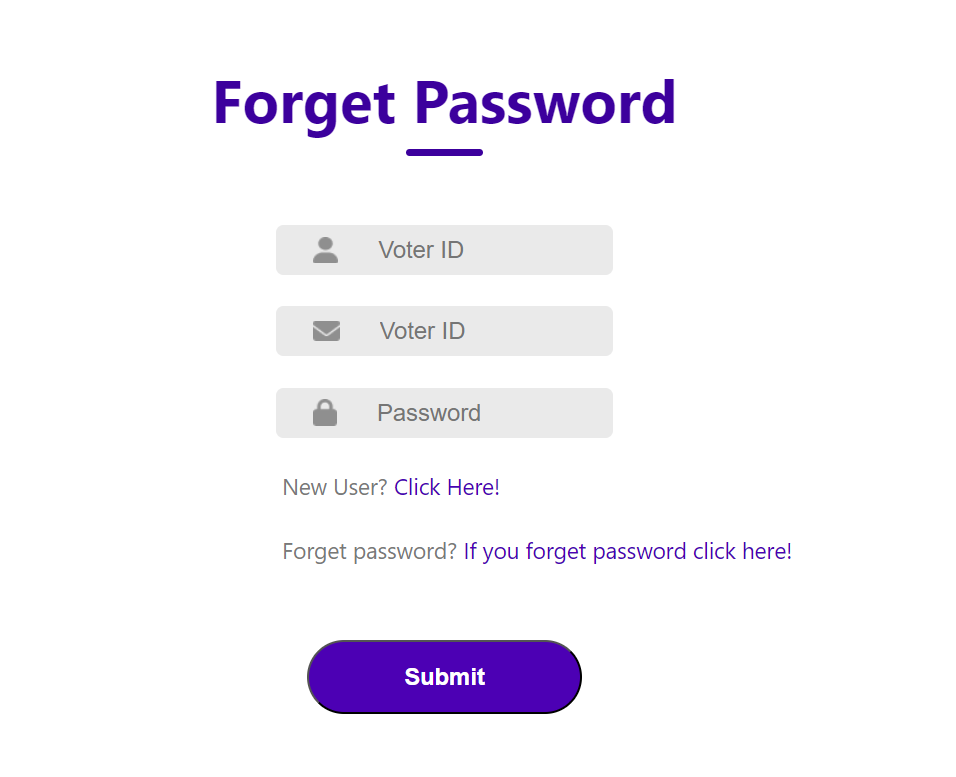 Forget Password
Voter ID
Voter ID
Password
New User? Click Here!
Forget password? If you forget password click here!
Submit